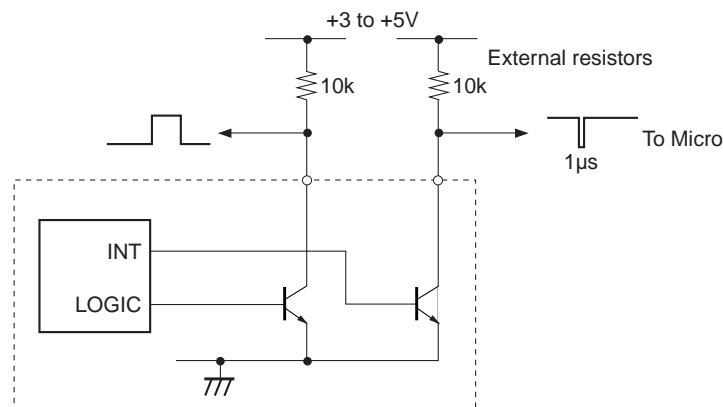 +3 to +5V
External resistors
10k
10k
To Micro
1µs
INT
LOGIC